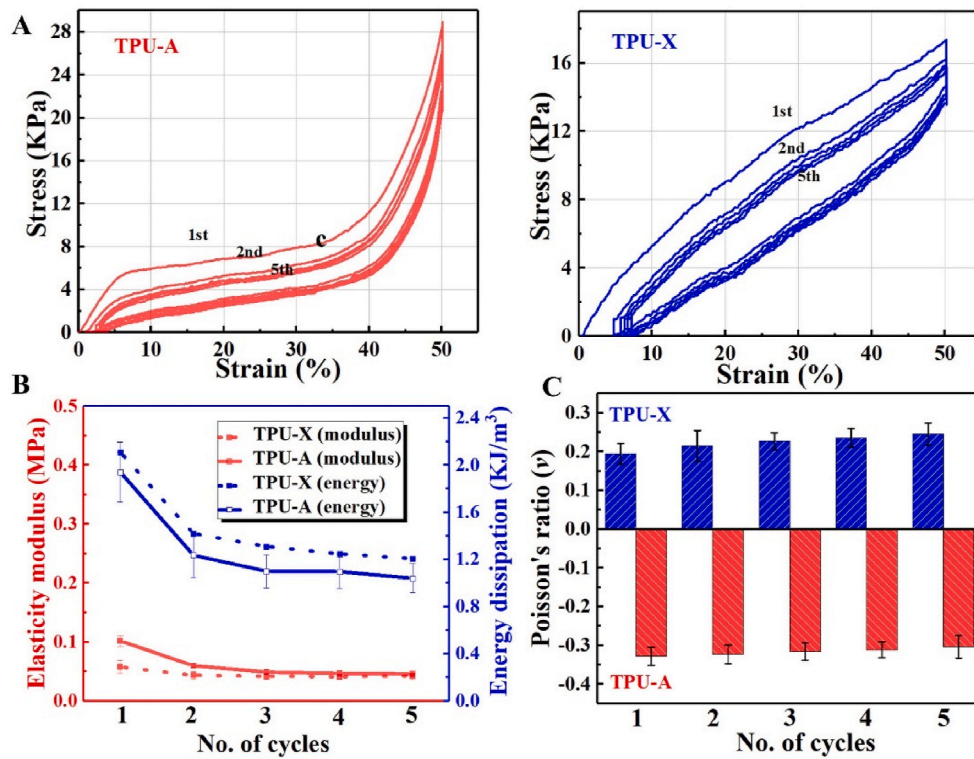 A
TPU-A
Stress (KPa)
28
24
20
16
12
8
4
0
1st
2nd
5th
c
0 10 20 30 40 50
Strain (%)
TPU-X
Stress (KPa)
16
12
8
4
0
1st
2nd
5th
0 10 20 30 40 50
Strain (%)
B
Elasticity modulus (MPa)
0.5
0.4
0.3
0.2
0.1
0.0
TPU-X (modulus)
TPU-A (modulus)
TPU-X (energy)
TPU-A (energy)
2.4
2.0
1.6
1.2
0.8
0.4
0.0
Energy dissipation (KJ/m³)
1 2 3 4 5
No. of cycles
C
TPU-X
Poisson's ratio (ν)
0.3
0.2
0.1
0.0
-0.1
-0.2
-0.3
-0.4
TPU-A
1 2 3 4 5
No. of cycles